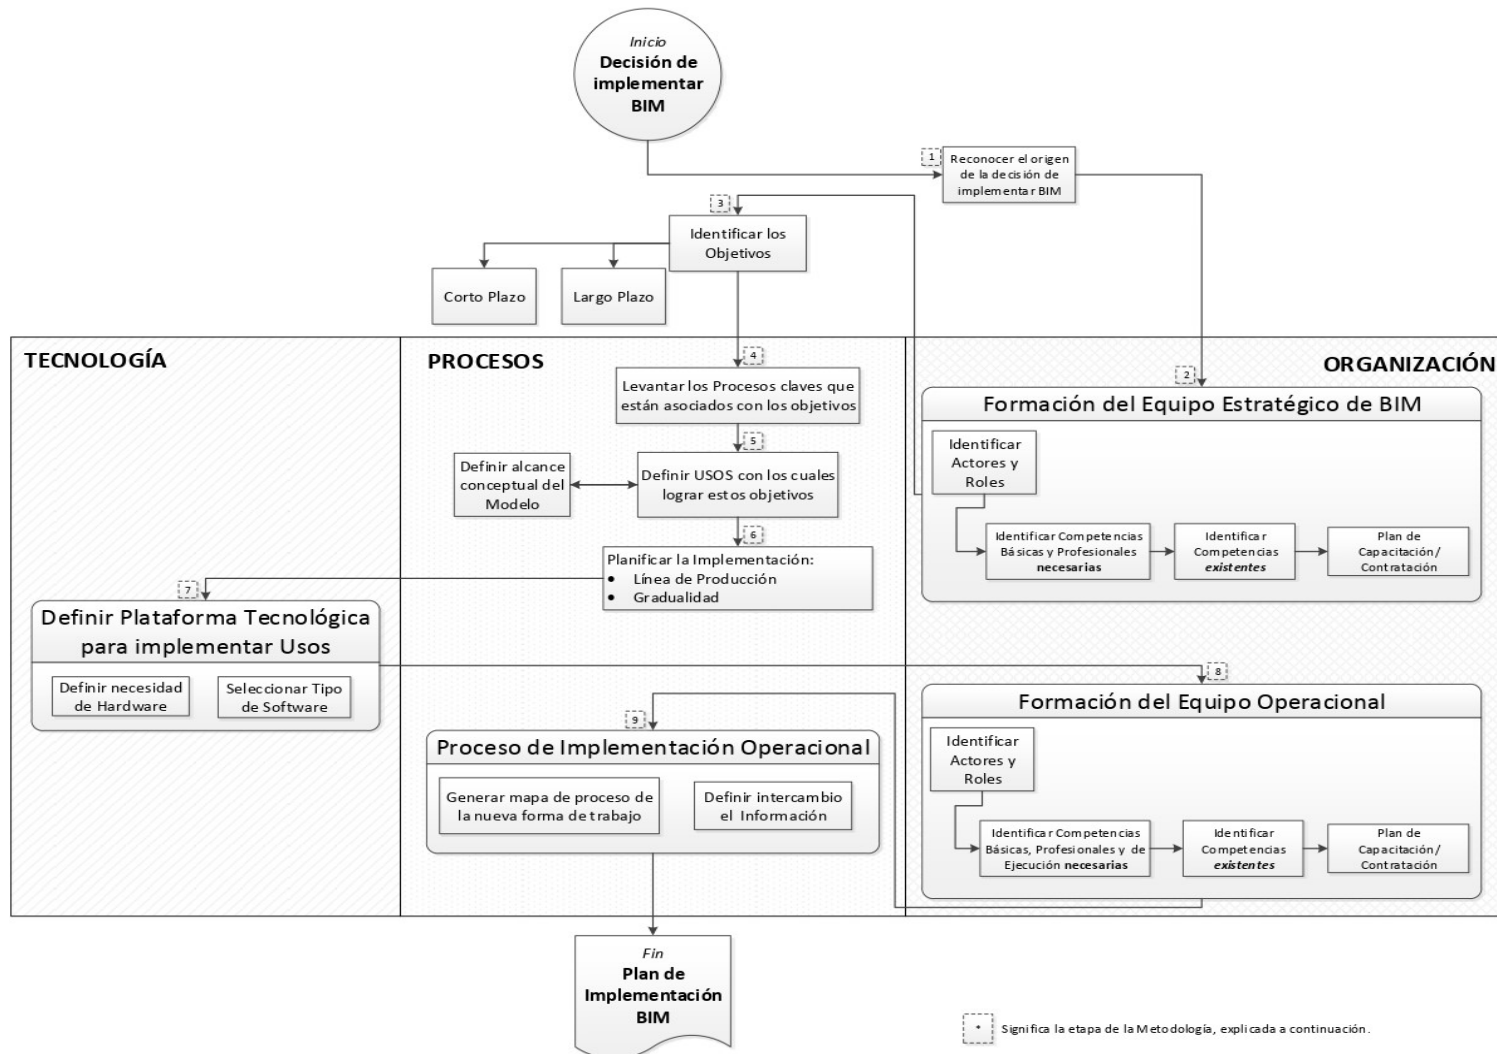 Inicio
Decisión de
implementar
BIM
1
Reconocer el origen
de la decisión de
implementar BIM
3
Identificar los
Objetivos
Corto Plazo
Largo Plazo
TECNOLOGÍA
PROCESOS
ORGANIZACIÓN
4
Levantar los Procesos claves que
están asociados con los objetivos
2
Formación del Equipo Estratégico de BIM
Identificar
Actores y
Roles
Identificar Competencias
Básicas y Profesionales
necesarias
Identificar
Competencias
existentes
Plan de
Capacitación/
Contratación
5
Definir USOS con los cuales
lograr estos objetivos
Definir alcance
conceptual del
Modelo
6
Planificar la Implementación:
• Línea de Producción
• Gradualidad
7
Definir Plataforma Tecnológica
para implementar Usos
Definir necesidad
de Hardware
Seleccionar Tipo
de Software
8
Formación del Equipo Operacional
Identificar
Actores y
Roles
Identificar Competencias
Básicas, Profesionales y de
Ejecución necesarias
Identificar
Competencias
existentes
Plan de
Capacitación/
Contratación
9
Proceso de Implementación Operacional
Generar mapa de proceso de
la nueva forma de trabajo
Definir intercambio
el Información
Fin
Plan de
Implementación
BIM
* Significa la etapa de la Metodología, explicada a continuación.